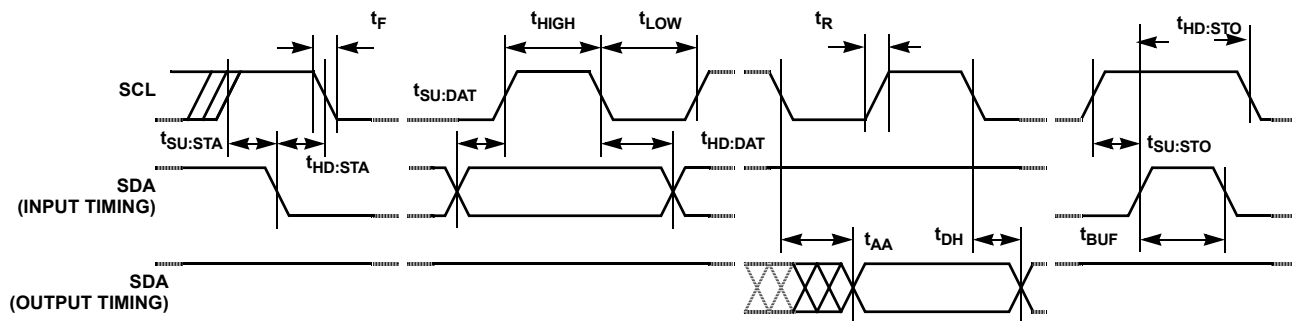 tF
tHIGH
tLOW
tR
tHD:STO
SCL
tSU:DAT
tSU:STA
tHD:STA
tHD:DAT
tSU:STO
SDA
(INPUT TIMING)
tAA
tDH
tBUF
SDA
(OUTPUT TIMING)